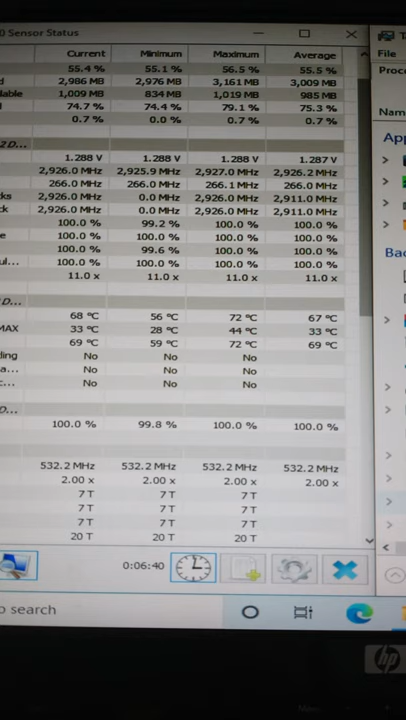 0 Sensor Status
Current Minimum Maximum Average
55.4 % 55.1 % 56.5 % 55.5 %
d 2,986 MB 2,976 MB 3,161 MB 3,009 MB
lable 1,009 MB 834 MB 1,019 MB 985 MB
74.7 % 74.4 % 79.1 % 75.3 %
0.7 % 0.0 % 0.7 % 0.7 %
2D...
1.288 V 1.288 V 1.288 V 1.287 V
2,926.0 MHz 2,925.9 MHz 2,927.0 MHz 2,926.2 MHz
266.0 MHz 266.0 MHz 266.1 MHz 266.0 MHz
ks 2,926.0 MHz 0.0 MHz 2,926.0 MHz 2,911.0 MHz
ck 2,926.0 MHz 0.0 MHz 2,926.0 MHz 2,911.0 MHz
100.0 % 99.2 % 100.0 % 100.0 %
e 100.0 % 100.0 % 100.0 % 100.0 %
100.0 % 99.6 % 100.0 % 100.0 %
ul... 100.0 % 100.0 % 100.0 % 100.0 %
11.0 x 11.0 x 11.0 x 11.0 x
D...
68 °C 56 °C 72 °C 67 °C
MAX 33 °C 28 °C 44 °C 33 °C
69 °C 59 °C 72 °C 69 °C
ding No No No
a... No No No
c... No No No
D...
100.0 % 99.8 % 100.0 % 100.0 %
532.2 MHz 532.2 MHz 532.2 MHz 532.2 MHz
2.00 x 2.00 x 2.00 x 2.00 x
7 T 7 T 7 T
7 T 7 T 7 T
7 T 7 T 7 T
20 T 20 T 20 T
0:06:40
o search
T
File
Proc
Nam
App
Bac
hp